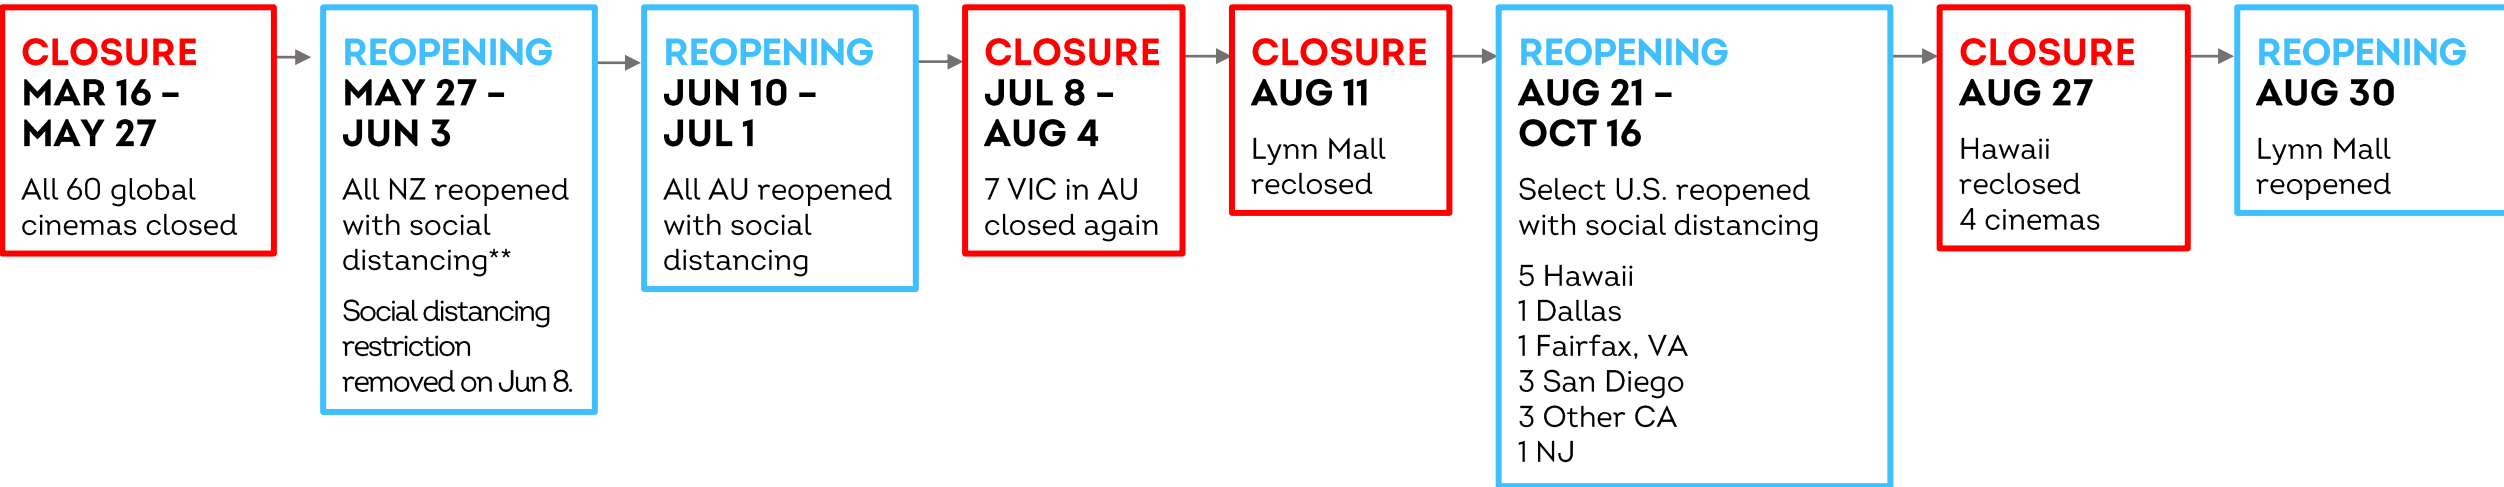 CLOSURE
MAR 16 –
MAY 27
All 60 global
cinemas closed
REOPENIING
MAY 27 –
JUN 3
All NZ reopened
with social
distancing**
Social distancing
restriction
removed on Jun 8.
REOPENIING
JUN 10 –
JUL 1
All AU reopened
with social
distancing
CLOSURE
JUL 8 –
AUG 4
7 VIC in AU
closed again
CLOSURE
AUG 11
Lynn Mall
reclosed
REOPENIING
AUG 21 –
OCT 16
Select U.S. reopened
with social distancing
5 Hawaii
1 Dallas
1 Fairfax, VA
3 San Diego
3 Other CA
1 NJ
CLOSURE
AUG 27
Hawaii
reclosed
4 cinemas
REOPENIING
AUG 30
Lynn Mall
reopened